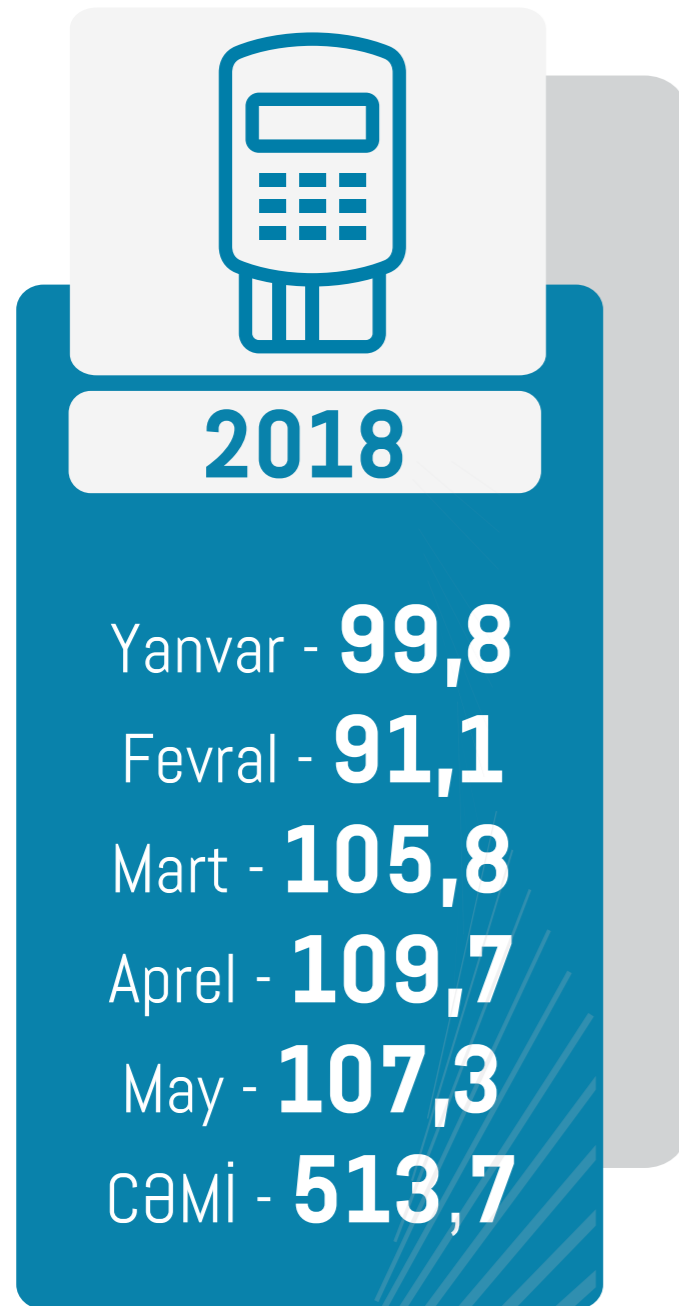 2018
Yanvar - 99,8
Fevral - 91,1
Mart - 105,8
Aprel - 109,7
May - 107,3
CƏMİ - 513,7